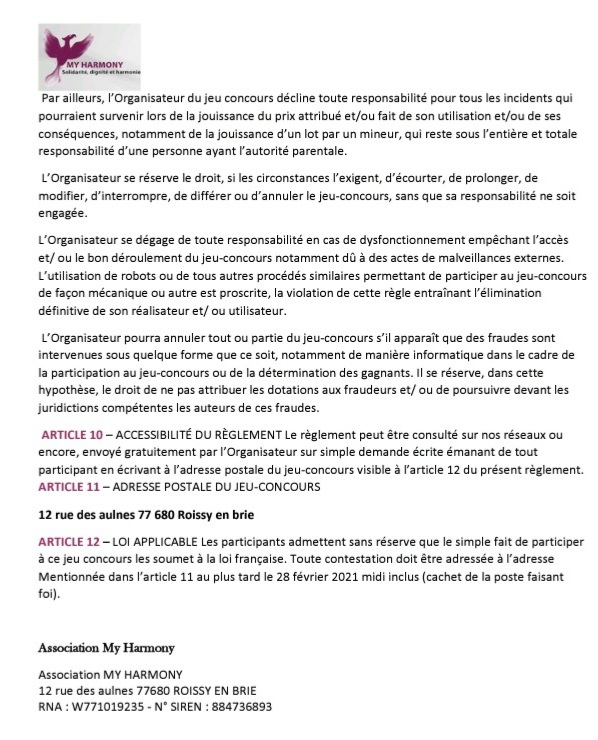 MY HARMONY
Solidarité, dignité et harmonie
Par ailleurs, l’Organisateur du jeu concours décline toute responsabilité pour tous les incidents qui
pourraient survenir lors de la jouissance du prix attribué et/ou fait de son utilisation et/ou de ses
conséquences, notamment de la jouissance d’un lot par un mineur, qui reste sous l’entière et totale
responsabilité d’une personne ayant l’autorité parentale.
L’Organisateur se réserve le droit, si les circonstances l’exigent, d’écourter, de prolonger, de
modifier, d’interrompre, de différer ou d’annuler le jeu-concours, sans que sa responsabilité ne soit
engagée.
L’Organisateur se dégage de toute responsabilité en cas de dysfonctionnement empêchant l’accès
et/ ou le bon déroulement du jeu-concours notamment dû à des actes de malveillances externes.
L’utilisation de robots ou de tous autres procédés similaires permettant de participer au jeu-concours
de façon mécanique ou autre est proscrite, la violation de cette règle entraînant l’élimination
définitive de son réalisateur et/ ou utilisateur.
L’Organisateur pourra annuler tout ou partie du jeu-concours s’il apparaît que des fraudes sont
intervenues sous quelque forme que ce soit, notamment de manière informatique dans le cadre de
la participation au jeu-concours ou de la détermination des gagnants. Il se réserve, dans cette
hypothèse, le droit de ne pas attribuer les dotations aux fraudeurs et/ ou de poursuivre devant les
juridictions compétentes les auteurs de ces fraudes.
ARTICLE 10 – ACCESSIBILITÉ DU RÈGLEMENT Le règlement peut être consulté sur nos réseaux ou
encore, envoyé gratuitement par l’Organisateur sur simple demande écrite émanant de tout
participant en écrivant à l’adresse postale du jeu-concours visible à l’article 12 du présent règlement.
ARTICLE 11 – ADRESSE POSTALE DU JEU-CONCOURS
12 rue des aulnes 77 680 Roissy en brie
ARTICLE 12 – LOI APPLICABLE Les participants admettent sans réserve que le simple fait de participer
à ce jeu concours les soumet à la loi française. Toute contestation doit être adressée à l’adresse
Mentionnée dans l’article 11 au plus tard le 28 février 2021 midi inclus (cachet de la poste faisant
foi).
Association My Harmony
Association MY HARMONY
12 rue des aulnes 77680 ROISSY EN BRIE
RNA : W771019235 - N° SIREN : 884736893